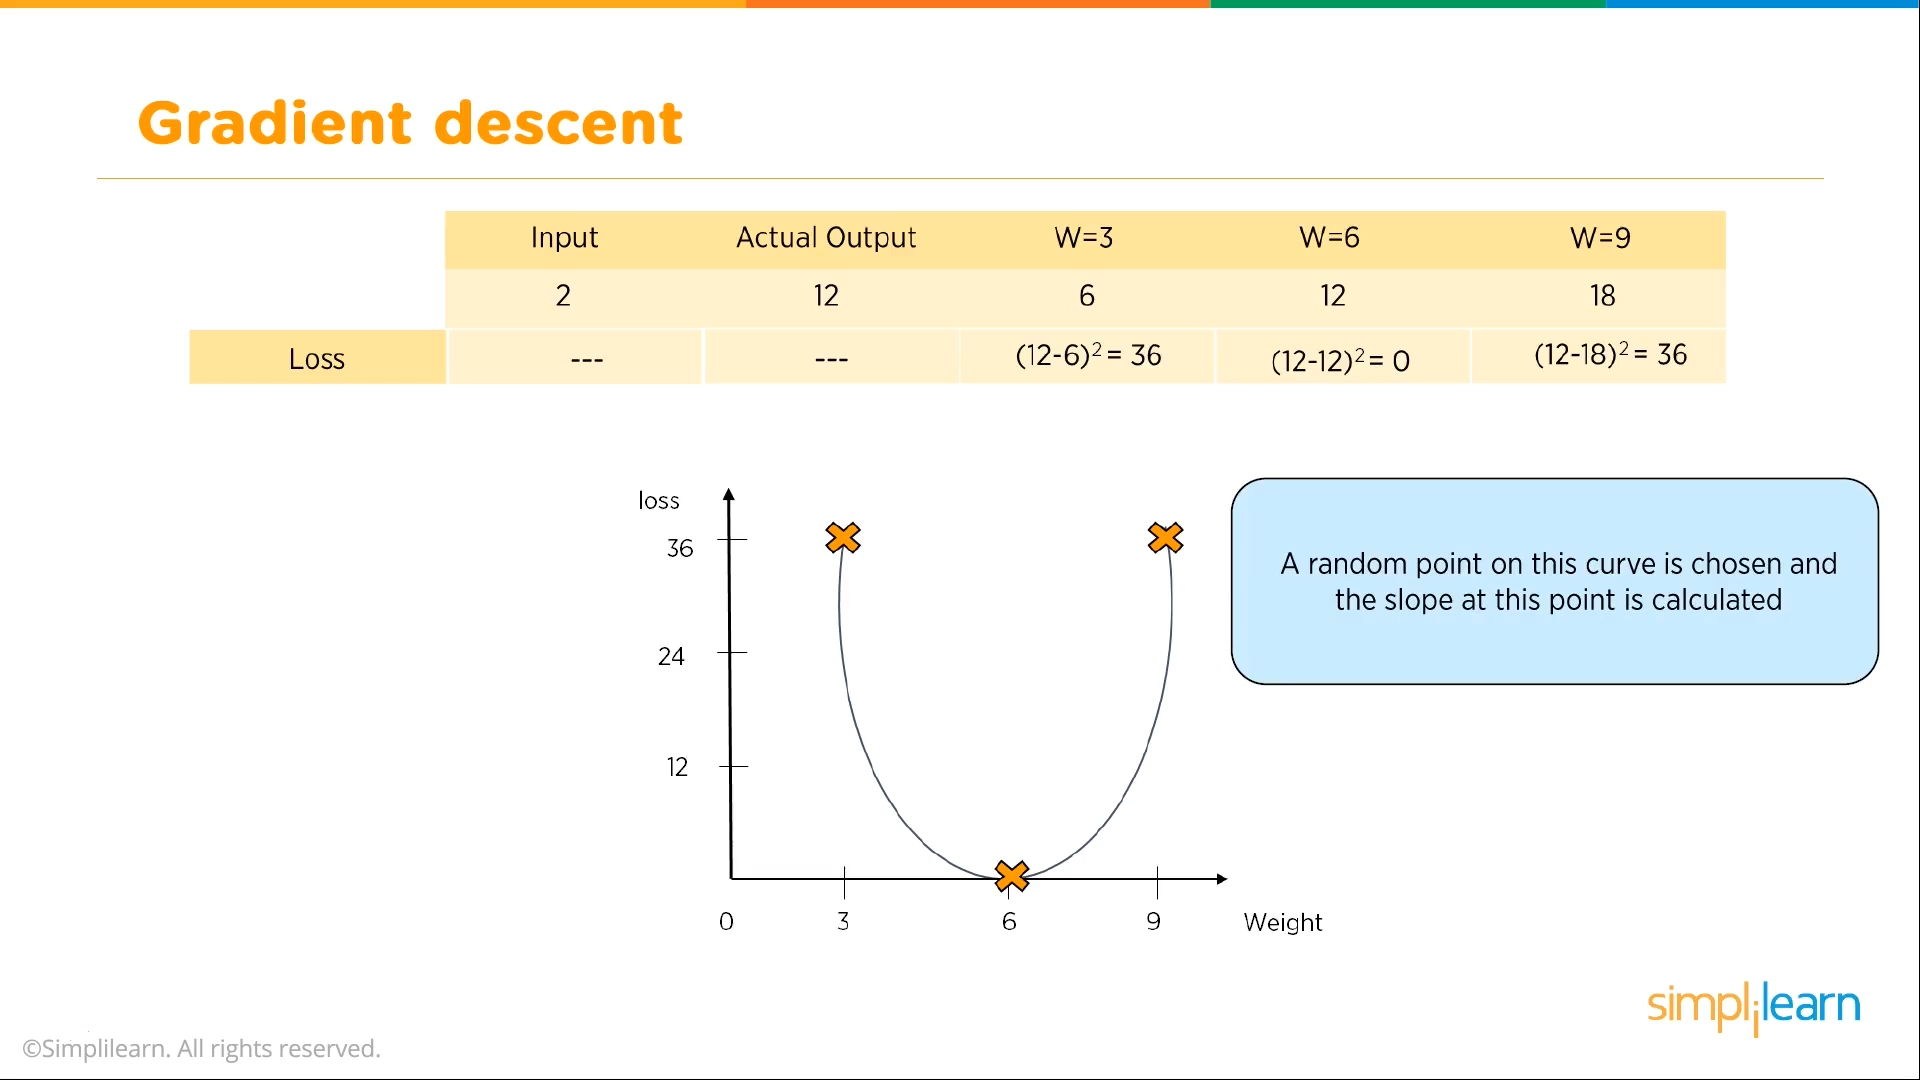 Gradient descent
Input Actual Output W=3 W=6 W=9
2 12 6 12 18
Loss --- --- (12-6)² = 36 (12-12)² = 0 (12-18)² = 36
loss
36
24
12
0 3 6 9 Weight
A random point on this curve is chosen and
the slope at this point is calculated
simplilearn
©Simplilearn. All rights reserved.